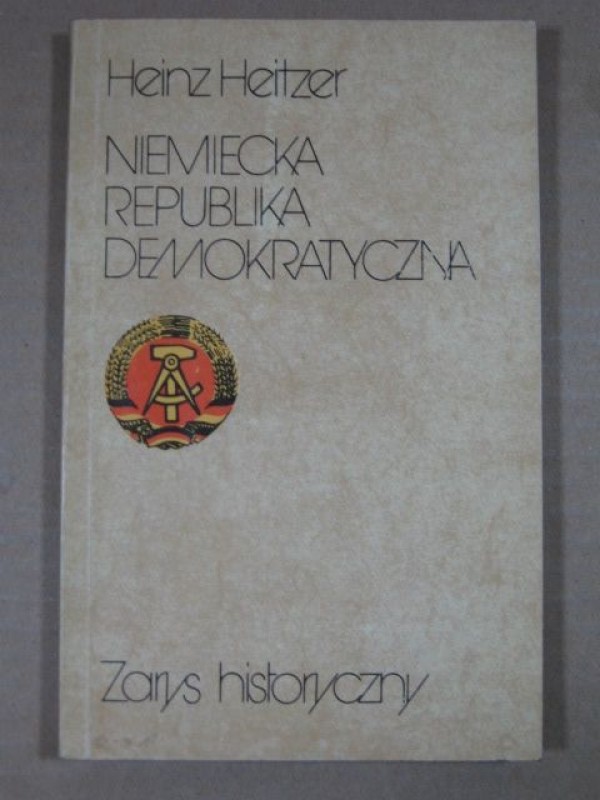 Heinz Heitzer
NIEMIECKA
REPUBLIKA
DEMOKRATYCZNA
Zarys historyczny